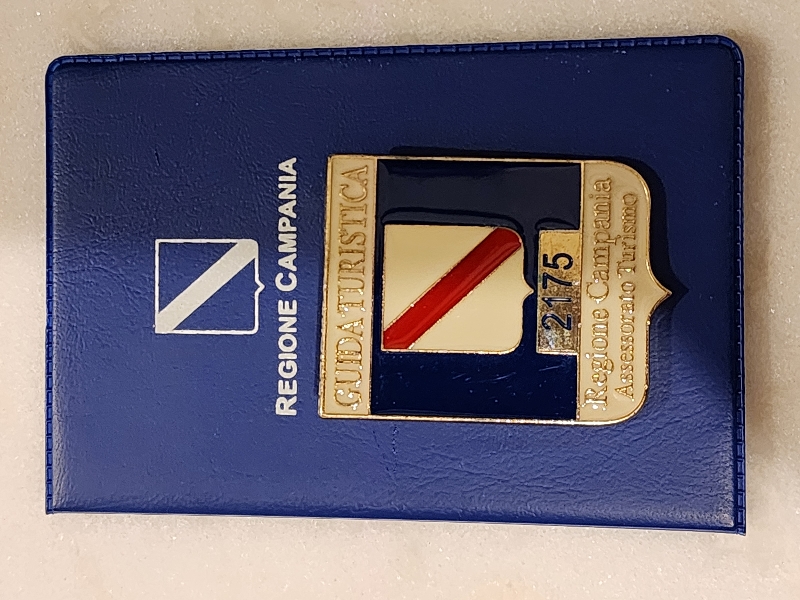 REGIONE CAMPANIA
GUIDA TURISTICA
2175
Regione Campania
Assessorato Turismo